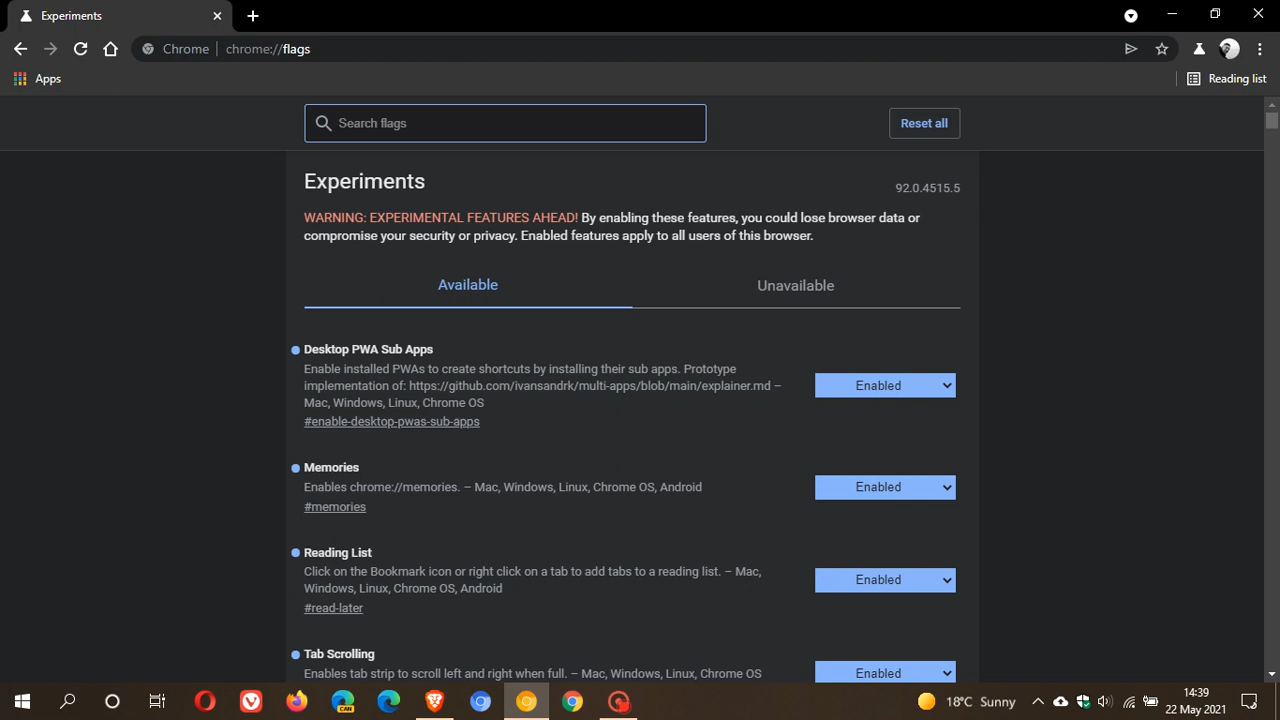 Experiments
Chrome
chrome://flags
Apps
Reading list
Search flags
Reset all
Experiments
92.0.4515.5
WARNING: EXPERIMENTAL FEATURES AHEAD! By enabling these features, you could lose browser data or
compromise your security or privacy. Enabled features apply to all users of this browser.
Available
Unavailable
Desktop PWA Sub Apps
Enable installed PWAs to create shortcuts by installing their sub apps. Prototype
implementation of: https://github.com/ivansandrk/multi-apps/blob/main/explainer.md –
Mac, Windows, Linux, Chrome OS
#enable-desktop-pwas-sub-apps
Enabled
Memories
Enables chrome://memories. – Mac, Windows, Linux, Chrome OS, Android
#memories
Enabled
Reading List
Click on the Bookmark icon or right click on a tab to add tabs to a reading list. – Mac,
Windows, Linux, Chrome OS, Android
#read-later
Enabled
Tab Scrolling
Enables tab strip to scroll left and right when full. – Mac, Windows, Linux, Chrome OS
Enabled
CAN
18°C Sunny
14:39
22 May 2021